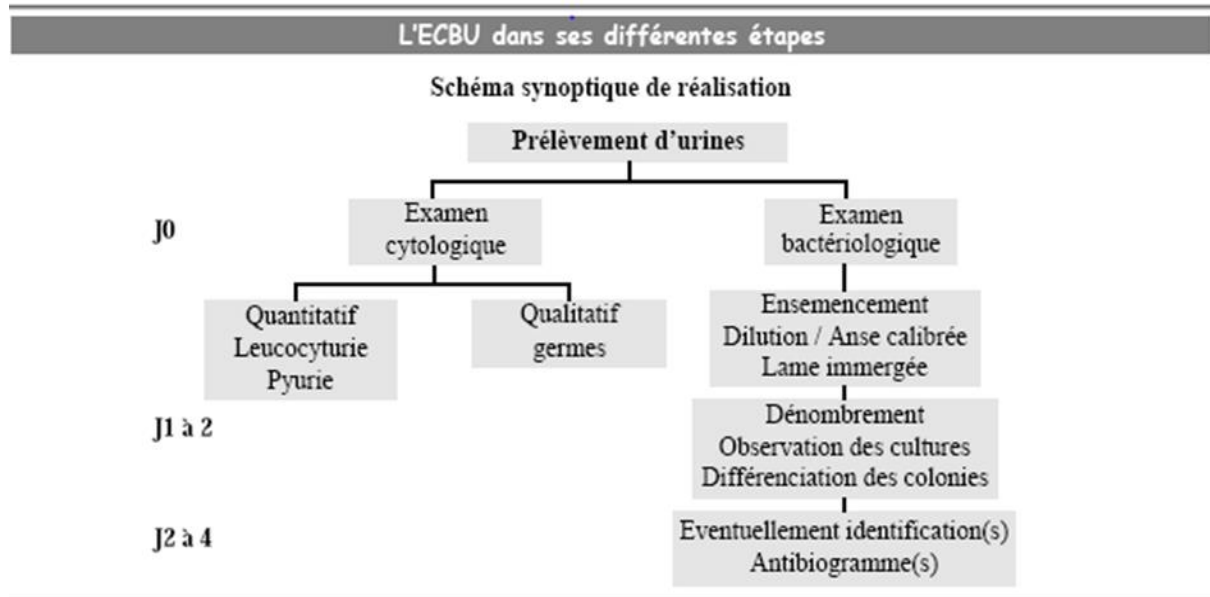 L'ECBU dans ses différentes étapes
Schéma synoptique de réalisation
Prélèvement d'urines
J0
Examen
cytologique
Examen
bactériologique
Quantitatif
Leucocyturie
Pyurie
Qualitatif
germes
Ensemencement
Dilution / Anse calibrée
Lame immergée
J1 à 2
Dénombrement
Observation des cultures
Différenciation des colonies
J2 à 4
Eventuellement identification(s)
Antibiogramme(s)